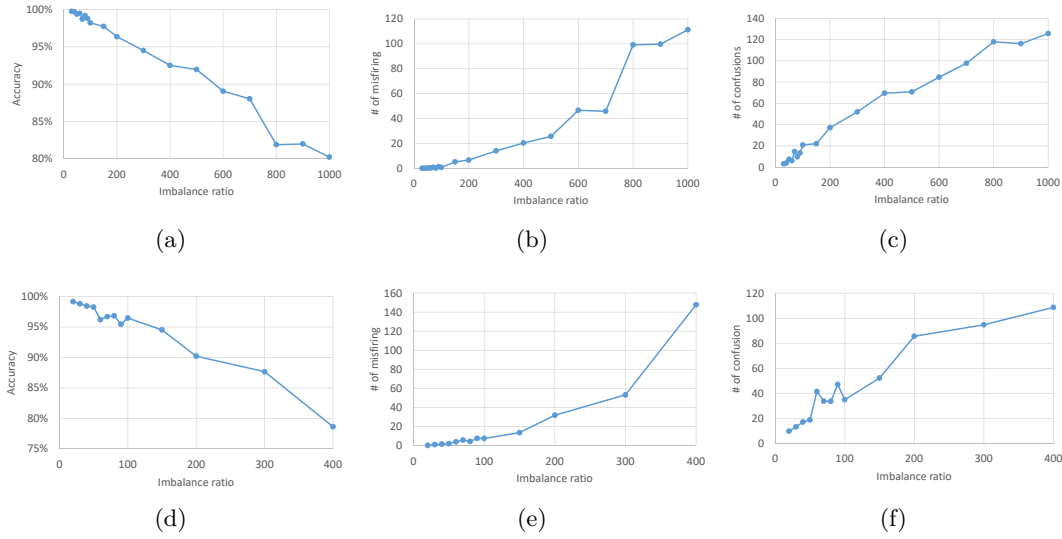 100%
95%
90%
85%
80%
0 200 400 600 800 1000
Accuracy
Imbalance ratio
(a)
120
100
80
60
40
20
0
0 200 400 600 800 1000
# of misfiring
Imbalance ratio
(b)
140
120
100
80
60
40
20
0
0 200 400 600 800 1000
# of confusions
Imbalance ratio
(c)
100%
95%
90%
85%
80%
75%
0 100 200 300 400
Accuracy
Imbalance ratio
(d)
160
140
120
100
80
60
40
20
0
0 100 200 300 400
# of misfiring
Imbalance ratio
(e)
120
100
80
60
40
20
0
0 100 200 300 400
# of confusion
Imbalance ratio
(f)